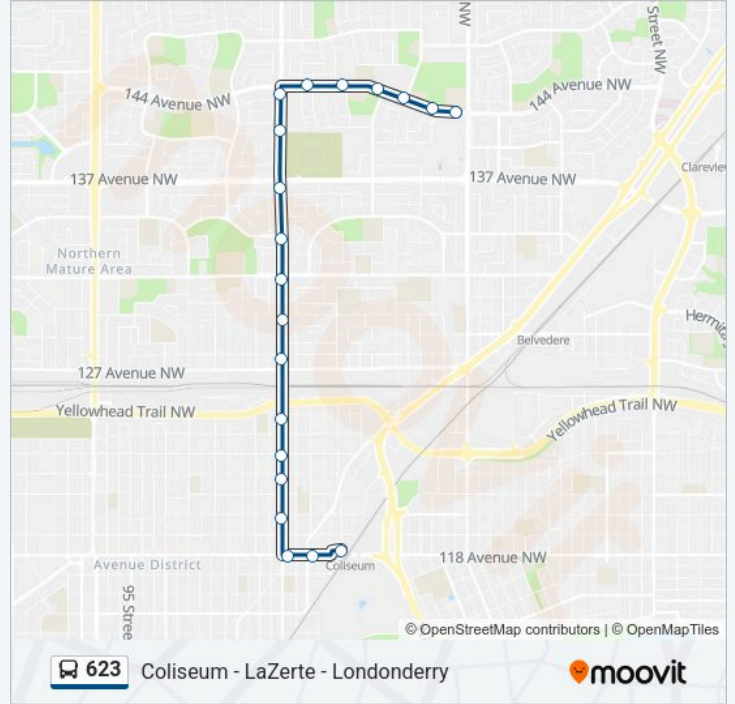 NW
Street NW
144 Avenue NW
144 Avenue NW
137 Avenue NW
137 Avenue NW
Clareview
Northern
Mature Area
Belvedere
127 Avenue NW
Yellowhead Trail NW
Yellowhead Trail NW
Avenue District
Coliseum
118 Avenue NW
95 Stree
© OpenStreetMap contributors | © OpenMapTiles
623 Coliseum - LaZerte - Londonderry
moovit